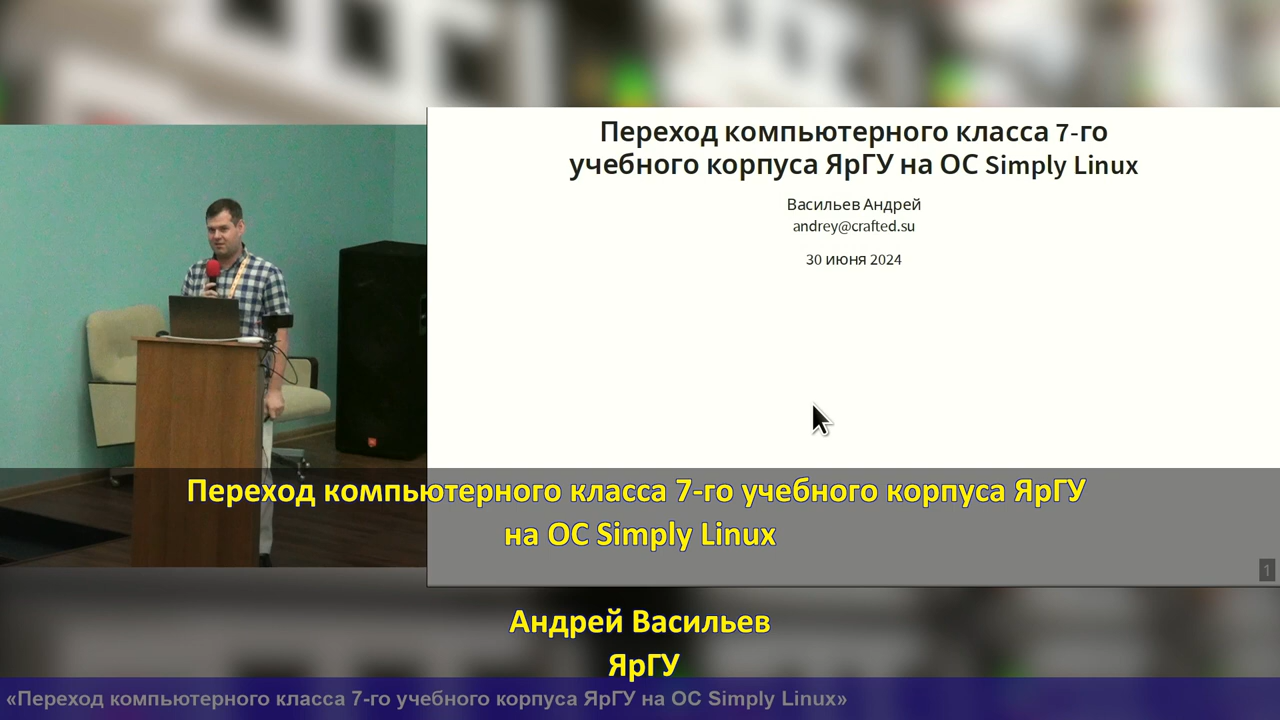 Переход компьютерного класса 7-го
учебного корпуса ЯрГУ на ОС Simply Linux
Васильев Андрей
andrey@crafted.su
30 июня 2024
Переход компьютерного класса 7-го учебного корпуса ЯрГУ
на ОС Simply Linux
1
Андрей Васильев
ЯрГУ
«Переход компьютерного класса 7-го учебного корпуса ЯрГУ на ОС Simply Linux»